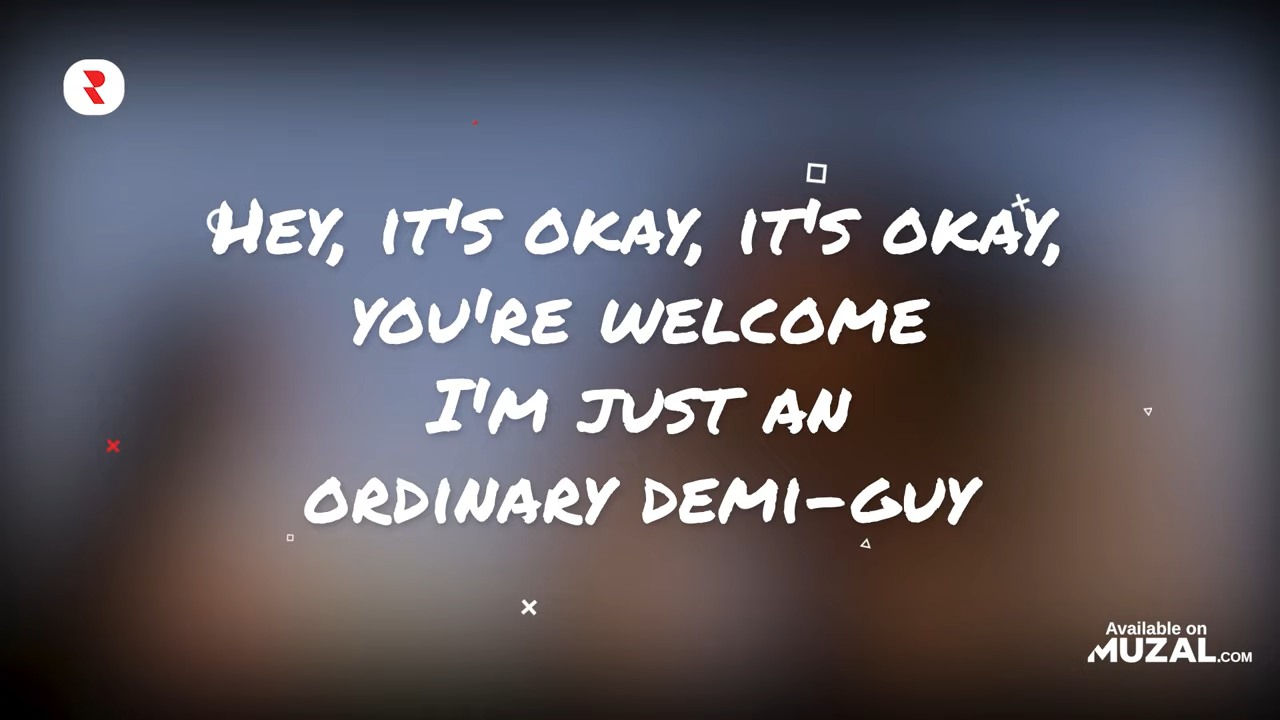 Hey, it's okay, it's okay,
you're welcome
I'm just an
ordinary demi-guy
Available on
MUZAL.COM